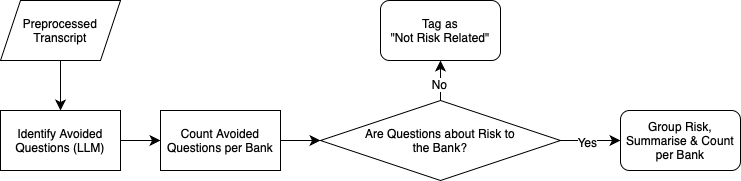 Preprocessed
Transcript
Tag as
"Not Risk Related"
No
Identify Avoided
Questions (LLM)
Count Avoided
Questions per Bank
Are Questions about Risk to
the Bank?
Yes
Group Risk,
Summarise & Count
per Bank